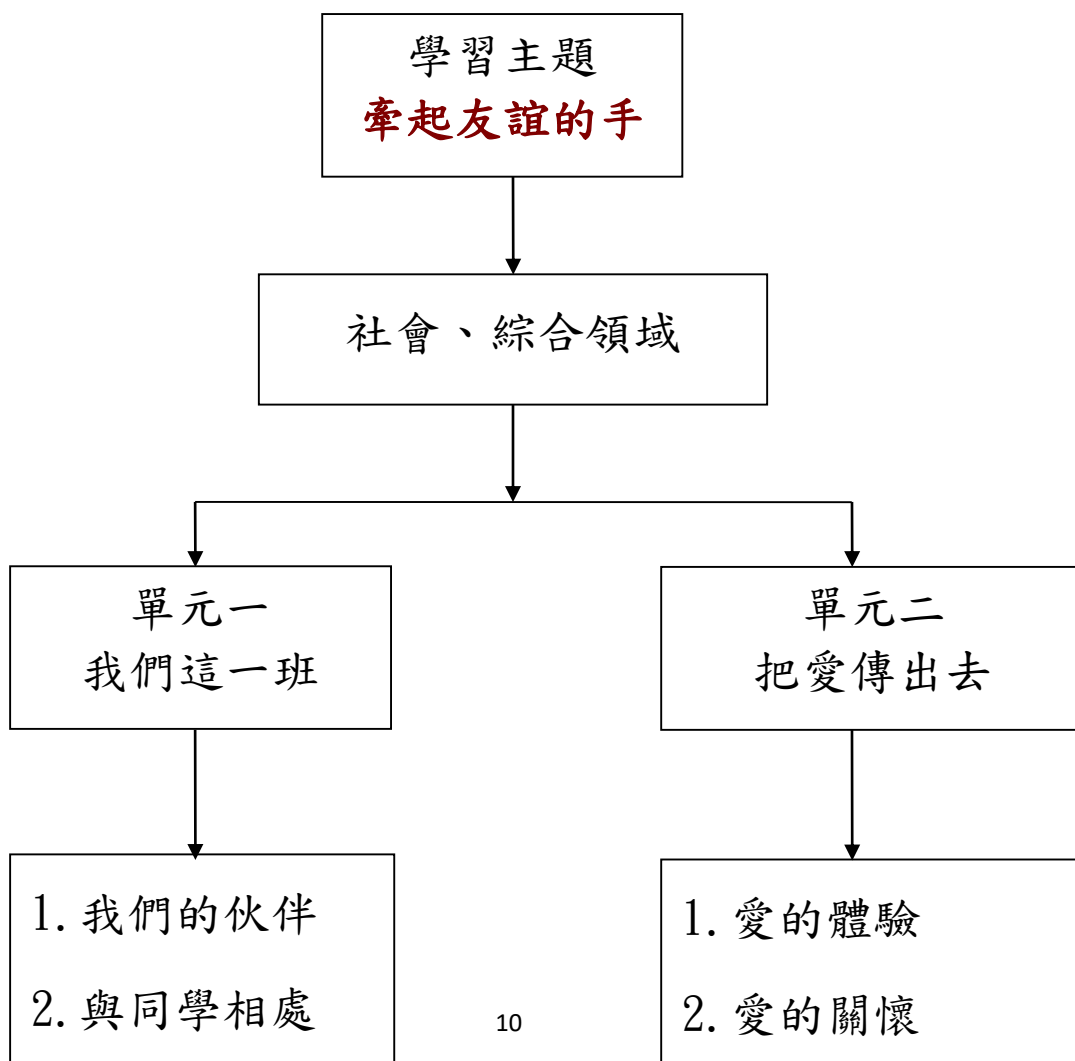 學習主題
牽起友誼的手
社會、綜合領域
單元一
我們這一班
單元二
把愛傳出去
1. 我們的伙伴
2. 與同學相處
1. 愛的體驗
2. 愛的關懷
10